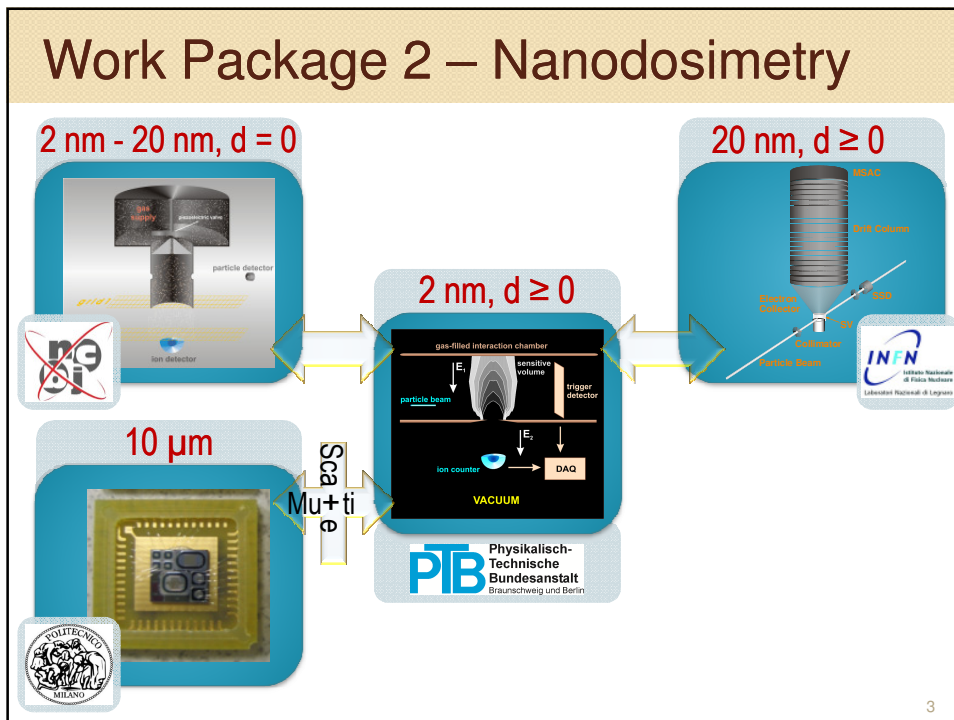 Work Package 2 – Nanodosimetry
2 nm - 20 nm, d = 0
gas
supply
piezoelectric valve
particle detector
grid
ion detector
20 nm, d ≥ 0
MSAC
Drift Column
Electron
Collector
SSD
SV
Collimator
Particle Beam
INFN
Istituto Nazionale
di Fisica Nucleare
Laboratori Nazionali di Legnaro
2 nm, d ≥ 0
gas-filled interaction chamber
E1
sensitive
volume
trigger
detector
particle beam
E2
ion counter
DAQ
VACUUM
PTB
Physikalisch-
Technische
Bundesanstalt
Braunschweig und Berlin
10 µm
Sca e
Mu + ti
POLITECNICO
MILANO
3